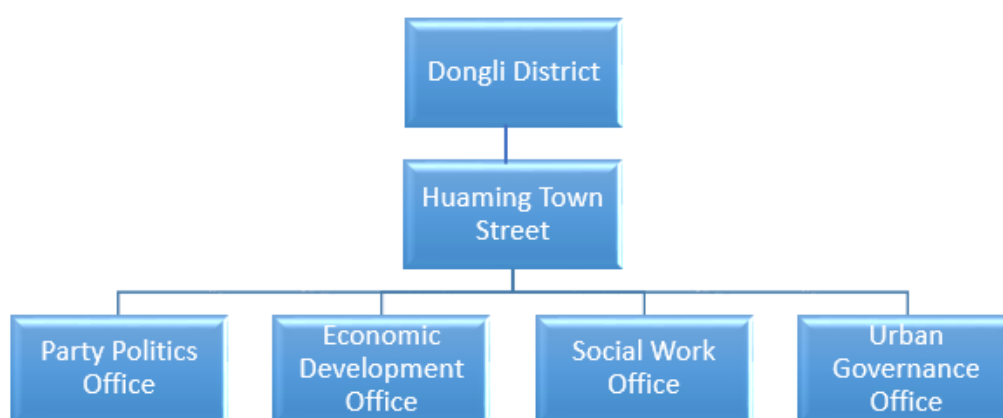 Dongli District
Huaming Town
Street
Party Politics
Office
Economic
Development
Office
Social Work
Office
Urban
Governance
Office